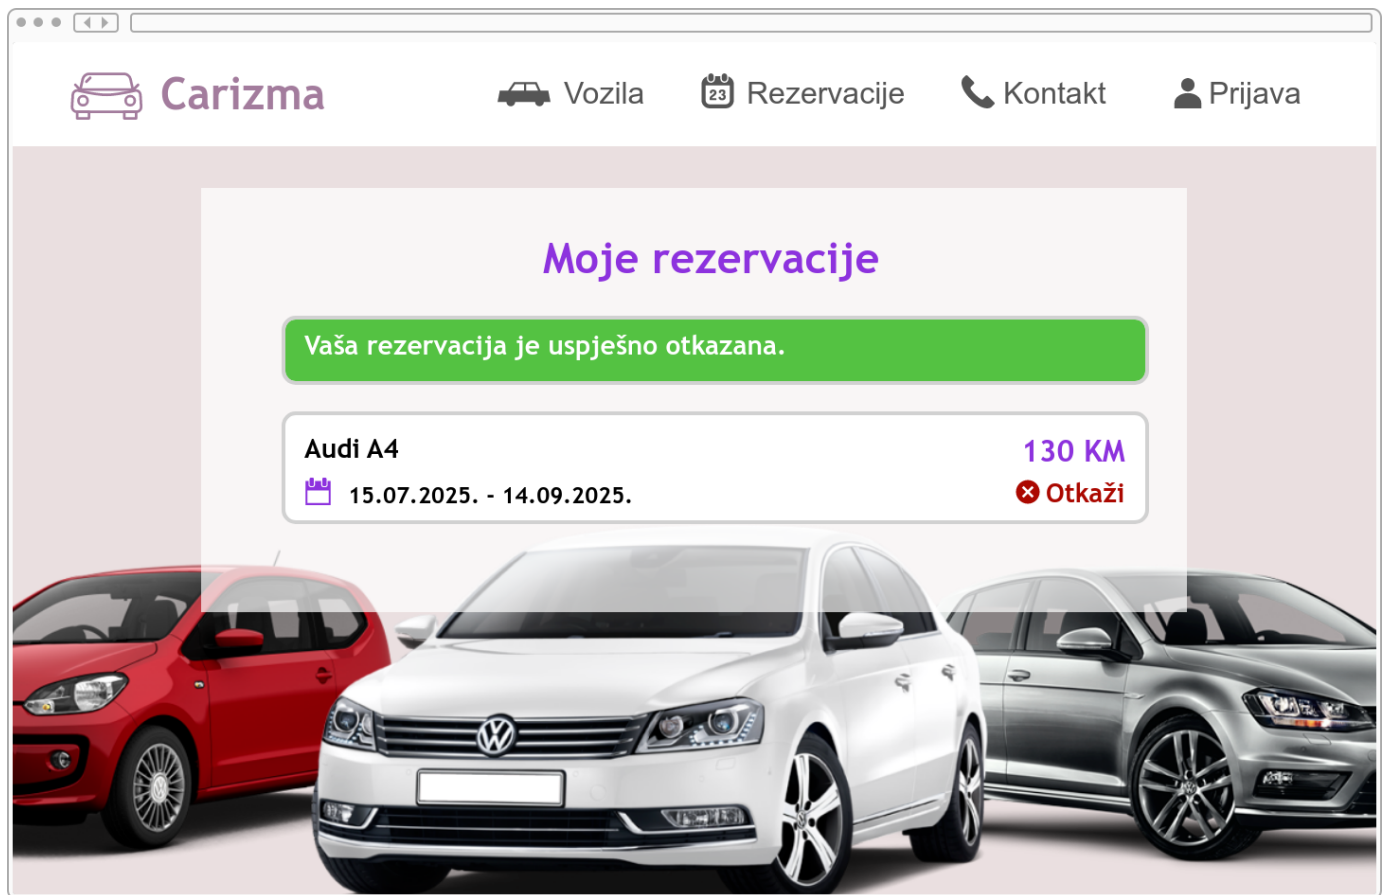 Carizma
Vozila
23
Rezervacije
Kontakt
Prijava
Moje rezervacije
Vaša rezervacija je uspješno otkazana.
Audi A4
130 KM
15.07.2025. - 14.09.2025.
Otkaži